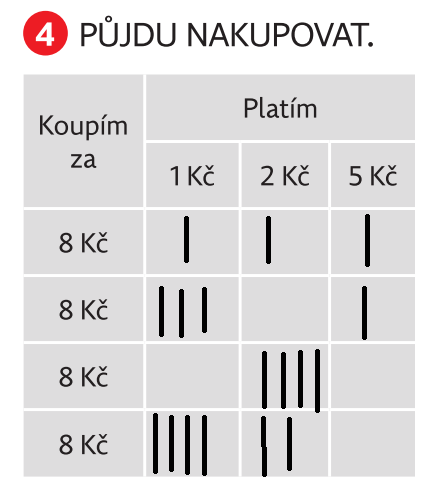 4 PŮJDU NAKUPOVAT.
Koupím za
Platím
1 Kč 2 Kč 5 Kč
8 Kč | | |
8 Kč ||| |
8 Kč ||||
8 Kč |||| ||